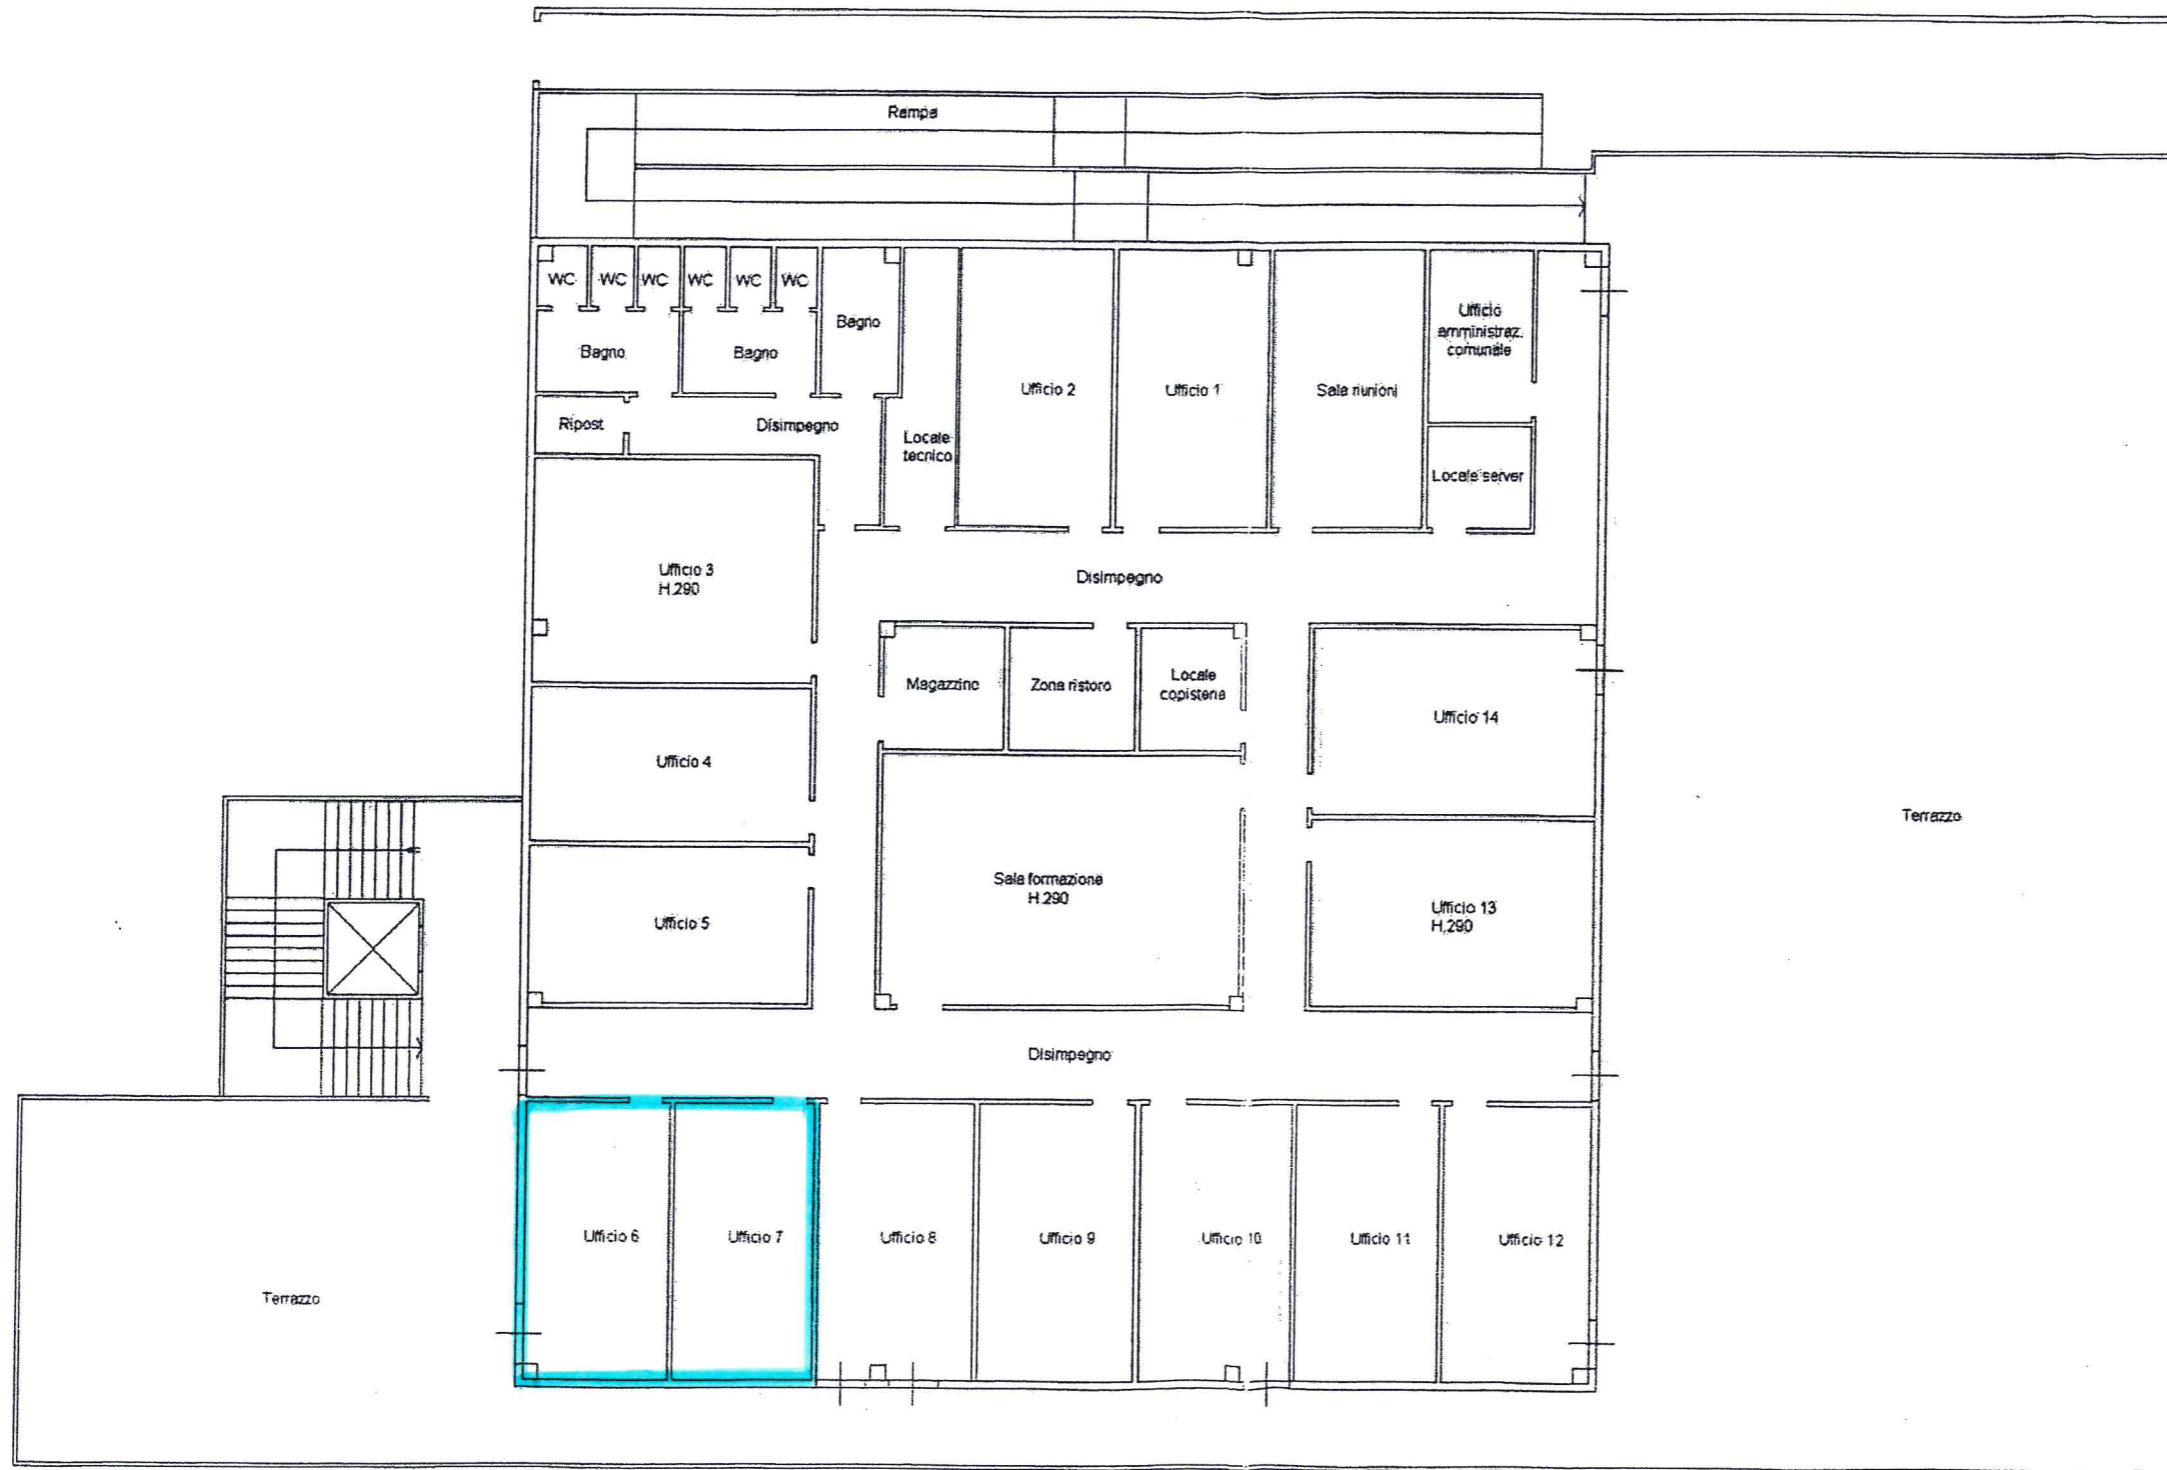 Rampa
WC
WC
WC
WC
WC
WC
Bagno
Bagno
Bagno
Ripost
Disimpegno
Locale
tecnico
Ufficio 2
Ufficio 1
Sala riunioni
Ufficio
amministraz.
comunale
Locale server
Ufficio 3
H.290
Disimpegno
Magazzino
Zona ristoro
Locale
copisteria
Ufficio 14
Ufficio 4
Terrazzo
Sala formazione
H 290
Ufficio 5
Ufficio 13
H.290
Disimpegno
Ufficio 6
Ufficio 7
Ufficio 8
Ufficio 9
Ufficio 10
Ufficio 11
Ufficio 12
Terrazzo